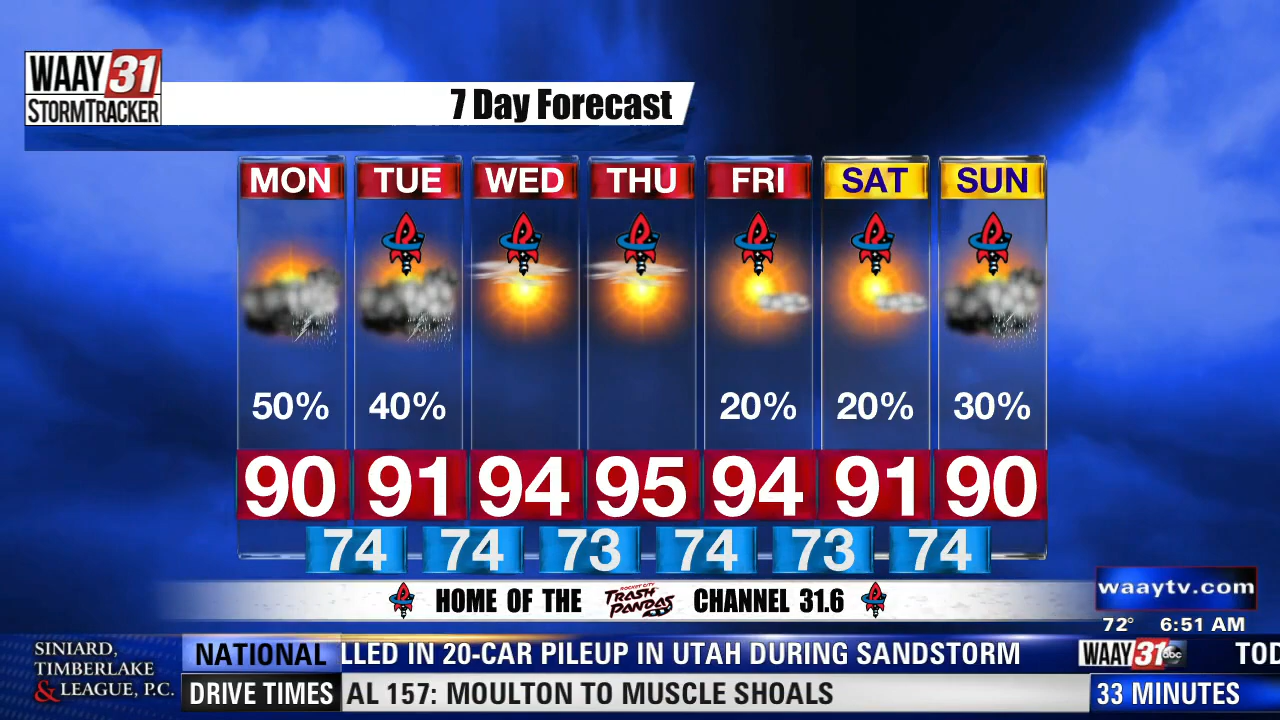 WAAY 31
STORMTRACKER
7 Day Forecast
MON TUE WED THU FRI SAT SUN
50% 40% 20% 20% 30%
90 91 94 95 94 91 90
74 74 73 74 73 74
HOME OF THE ROCKET CITY TRASH PANDAS CHANNEL 31.6
waaytv.com
72° 6:51 AM
SINIARD,
TIMBERLAKE
& LEAGUE, P.C.
NATIONAL LLED IN 20-CAR PILEUP IN UTAH DURING SANDSTORM WAAY 31 abc TOD
DRIVE TIMES AL 157: MOULTON TO MUSCLE SHOALS 33 MINUTES